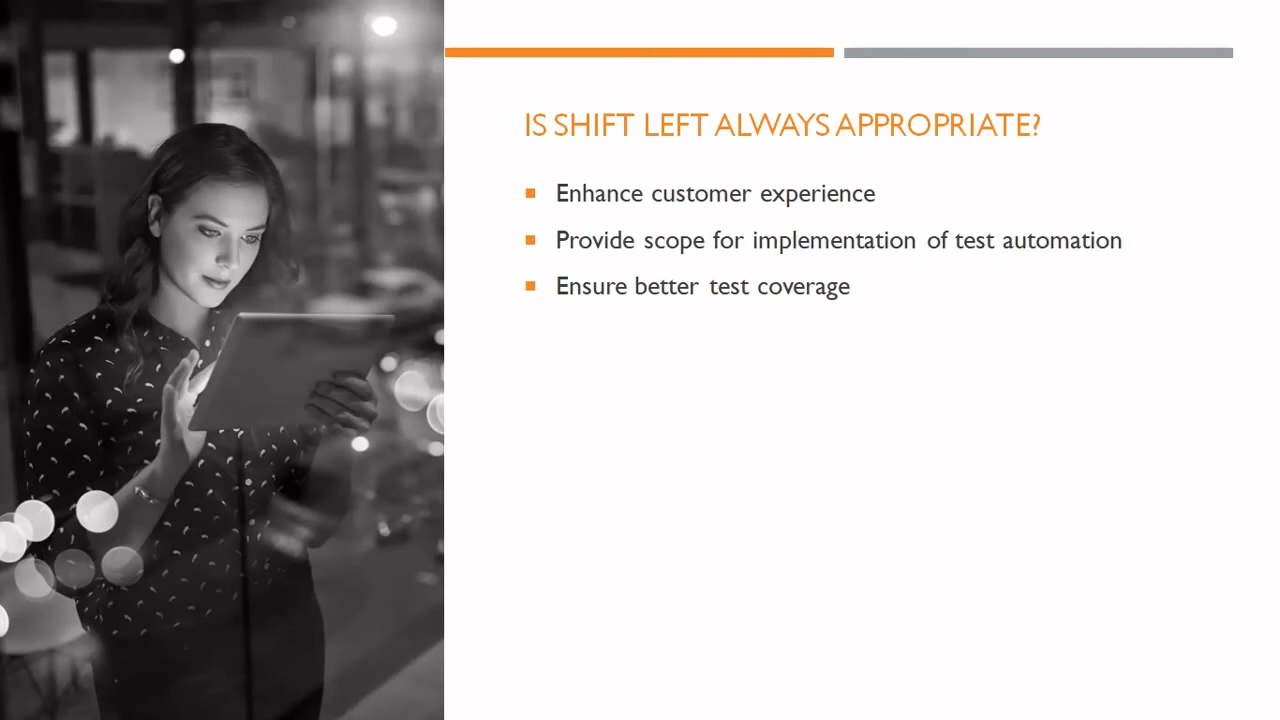 IS SHIFT LEFT ALWAYS APPROPRIATE?
Enhance customer experience
Provide scope for implementation of test automation
Ensure better test coverage